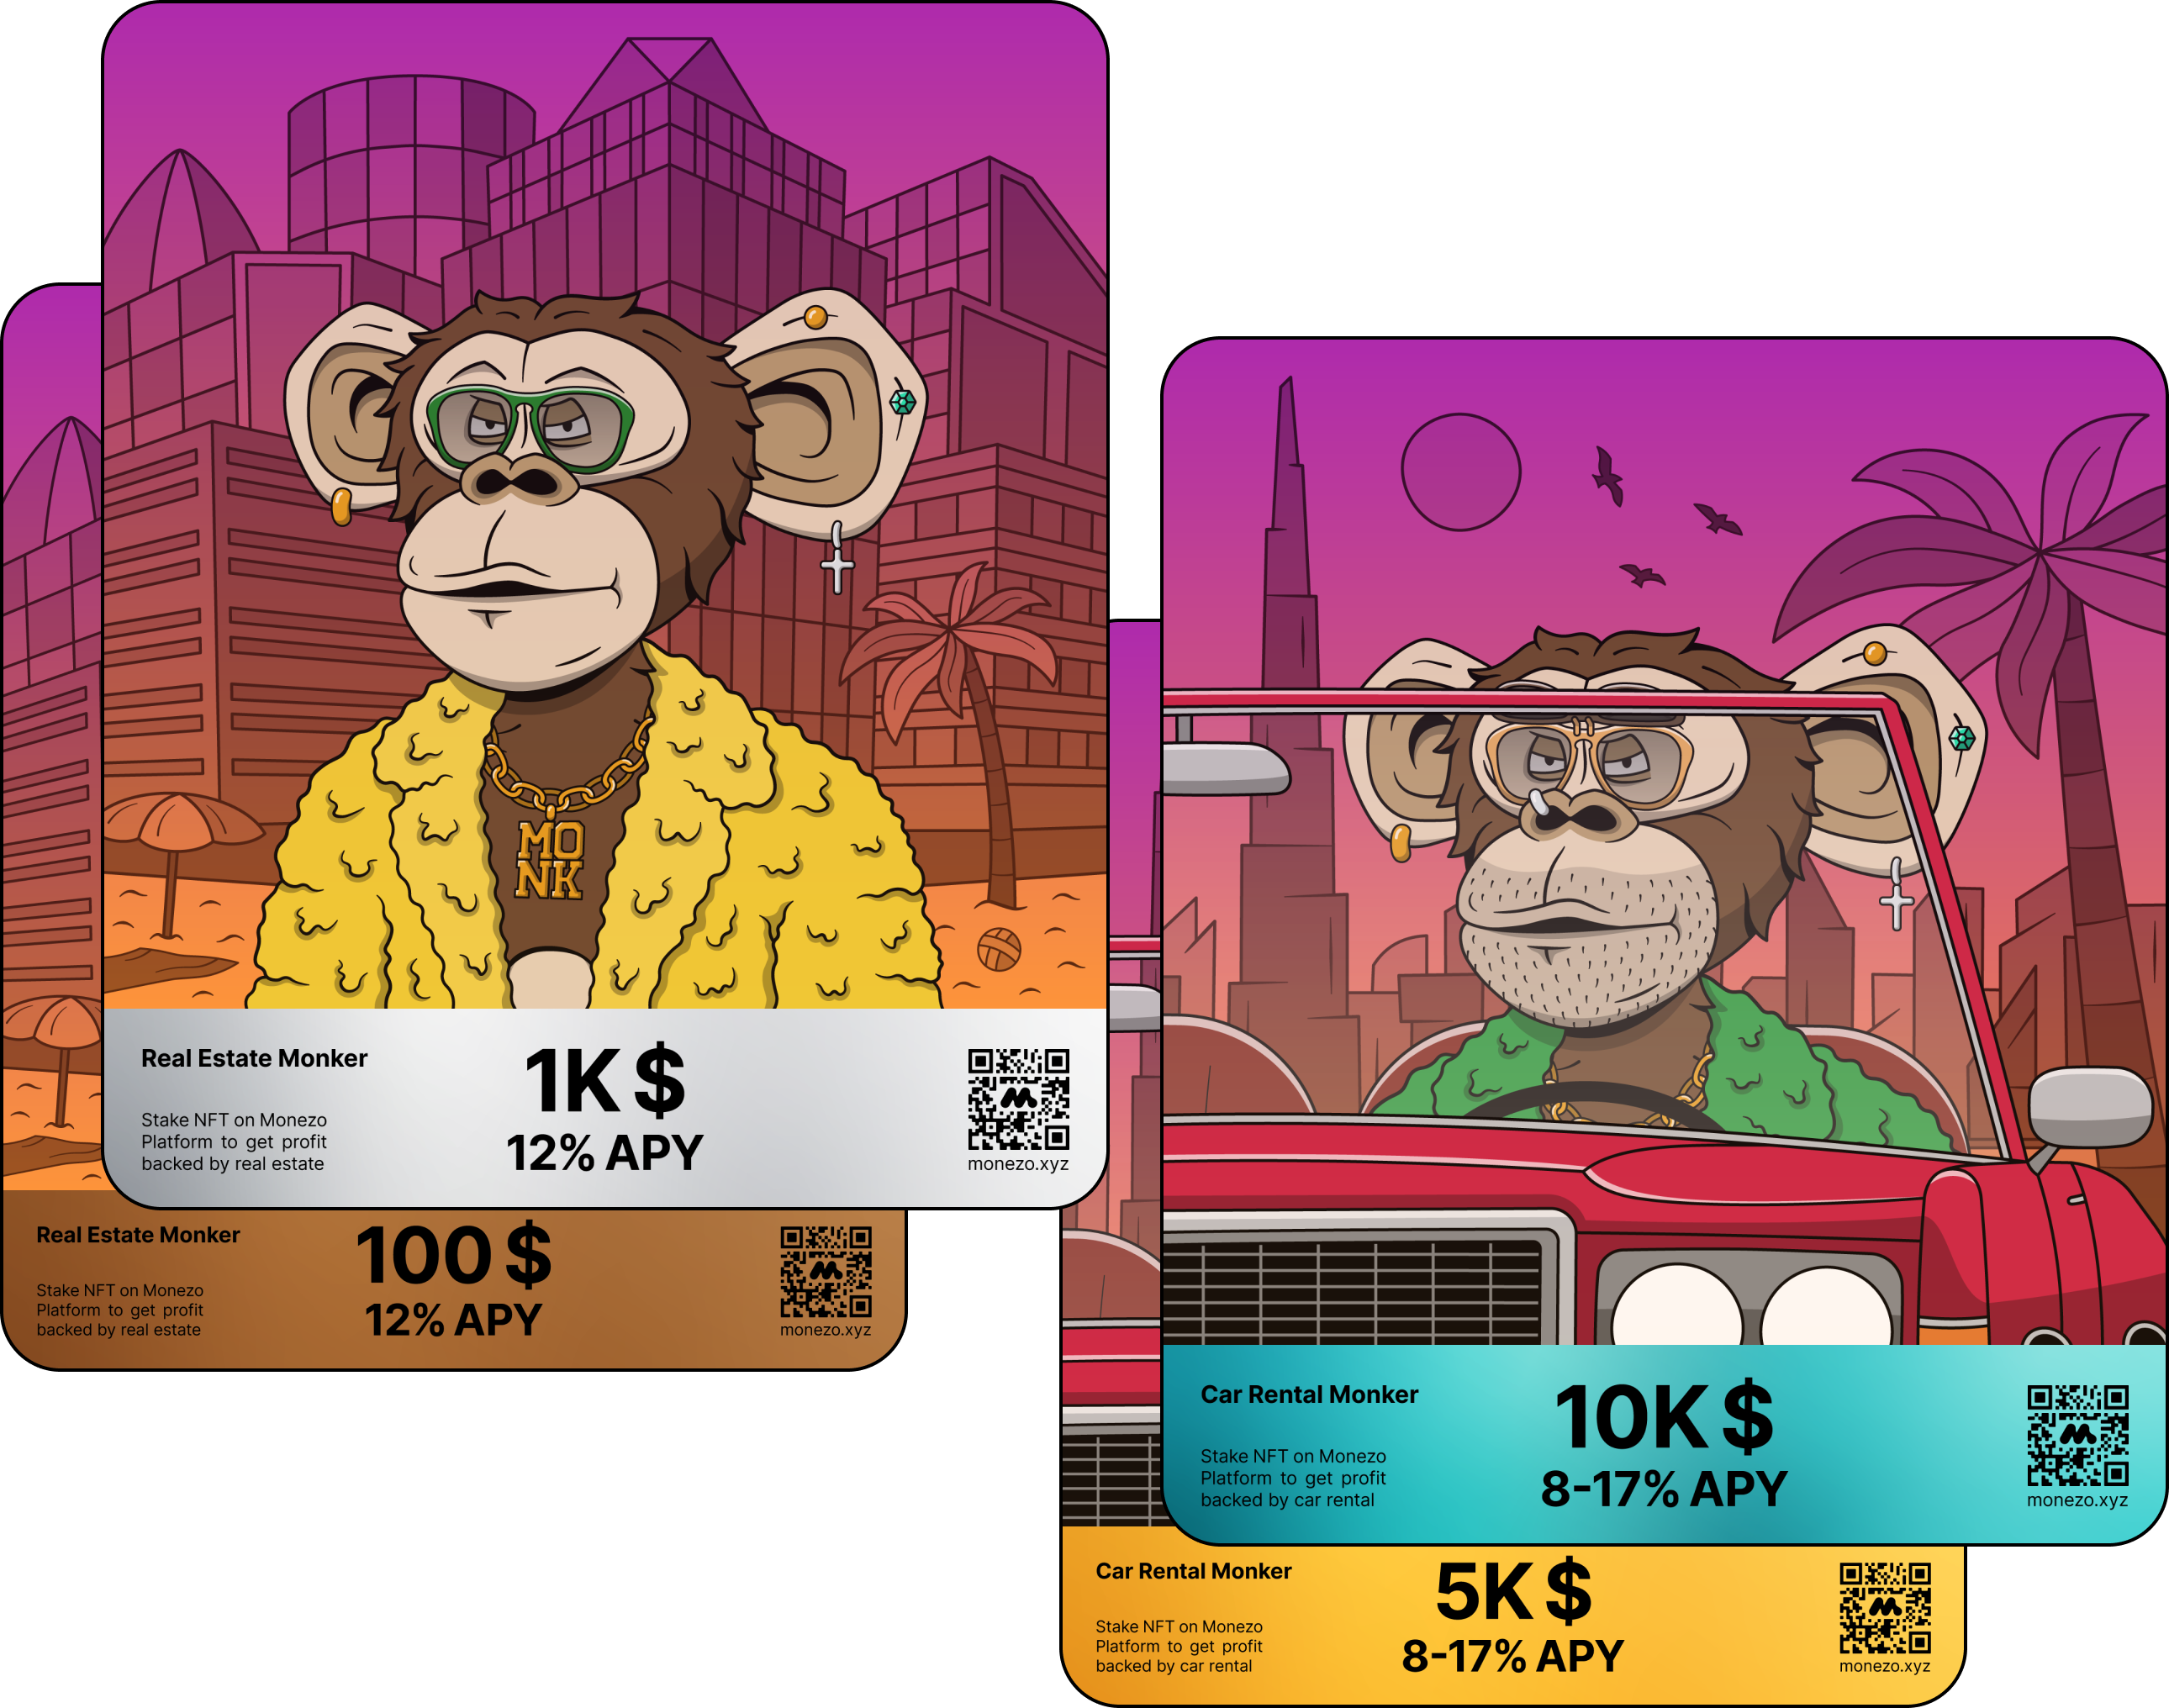 MO
NK
Real Estate Monker
1K $
12% APY
Stake NFT on Monezo
Platform to get profit
backed by real estate
monezo.xyz
Real Estate Monker
100 $
12% APY
Stake NFT on Monezo
Platform to get profit
backed by real estate
monezo.xyz
Car Rental Monker
10K $
8-17% APY
Stake NFT on Monezo
Platform to get profit
backed by car rental
monezo.xyz
Car Rental Monker
5K $
8-17% APY
Stake NFT on Monezo
Platform to get profit
backed by car rental
monezo.xyz